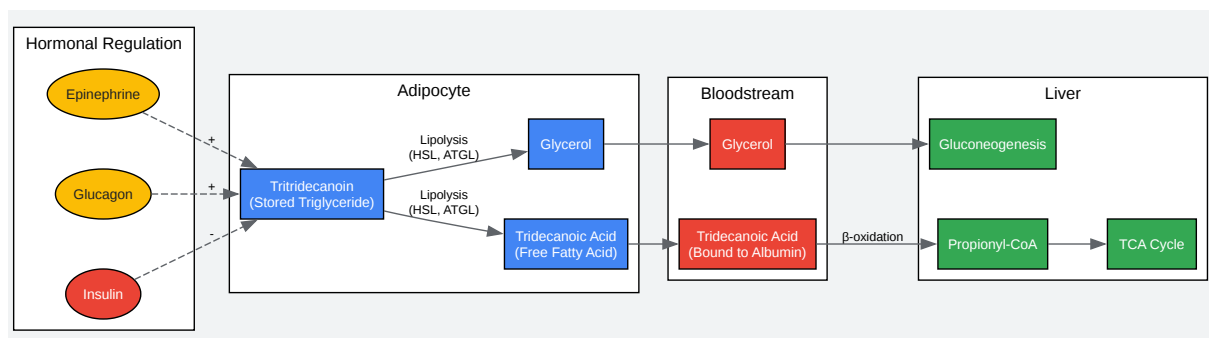 Hormonal Regulation
Epinephrine
Glucagon
Insulin
+
+
-
Adipocyte
Tritridecanoin
(Stored Triglyceride)
Lipolysis
(HSL, ATGL)
Lipolysis
(HSL, ATGL)
Glycerol
Tridecanoic Acid
(Free Fatty Acid)
Bloodstream
Glycerol
Tridecanoic Acid
(Bound to Albumin)
β-oxidation
Liver
Gluconeogenesis
Propionyl-CoA
TCA Cycle